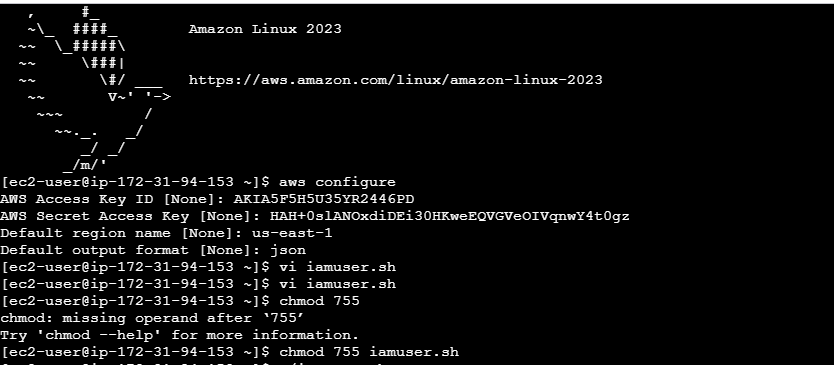 Amazon Linux 2023
https://aws.amazon.com/linux/amazon-linux-2023
[ec2-user@ip-172-31-94-153 ~]$ aws configure
AWS Access Key ID [None]: [redacted credential]
AWS Secret Access Key [None]: [redacted credential]
Default region name [None]: us-east-1
Default output format [None]: json
[ec2-user@ip-172-31-94-153 ~]$ vi iamuser.sh
[ec2-user@ip-172-31-94-153 ~]$ vi iamuser.sh
[ec2-user@ip-172-31-94-153 ~]$ chmod 755
chmod: missing operand after ‘755’
Try 'chmod --help' for more information.
[ec2-user@ip-172-31-94-153 ~]$ chmod 755 iamuser.sh